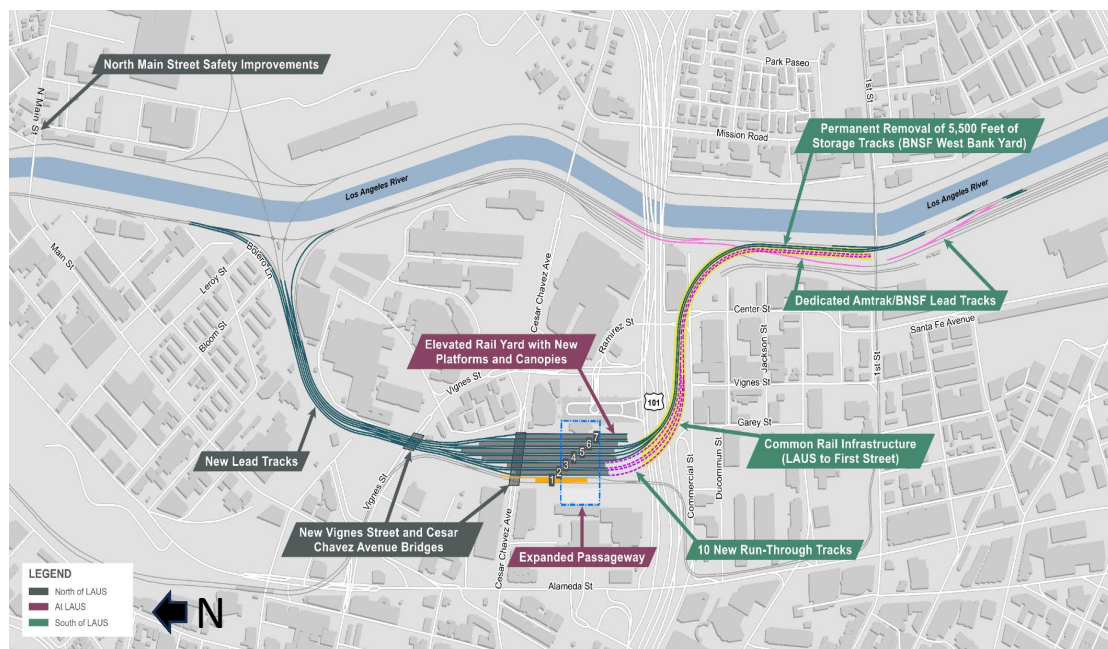 North Main Street Safety Improvements
N Main St
Park Paseo
1st St
Mission Road
Permanent Removal of 5,500 Feet of
Storage Tracks (BNSF West Bank Yard)
Los Angeles River
Los Angeles River
Main St
Bolero Ln
Leroy St
Bloom St
Cesar Chavez Ave
Dedicated Amtrak/BNSF Lead Tracks
Center St
Santa Fe Avenue
Ramirez St
Elevated Rail Yard with New
Platforms and Canopies
Jackson St
1st St
Vignes St
Vignes St
101
Garey St
New Lead Tracks
Common Rail Infrastructure
(LAUS to First Street)
1
2
3
4
5
6
7
Vignes St
Commercial St
Ducommun St
New Vignes Street and Cesar
Chavez Avenue Bridges
Cesar Chavez Ave
Expanded Passageway
10 New Run-Through Tracks
Alameda St
LEGEND
North of LAUS
At LAUS
South of LAUS
N